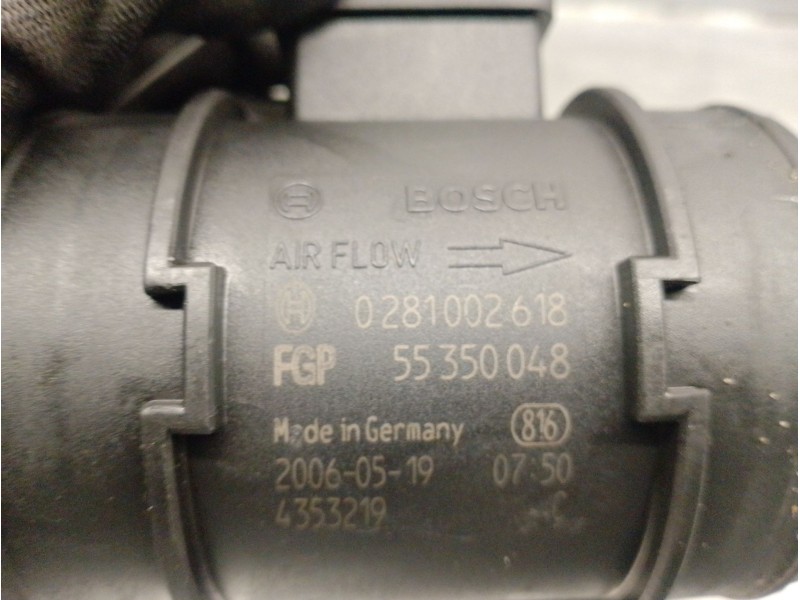 BOSCH
AIR FLOW
0 281 002 618
FGP 55 350 048
Made in Germany 816
2006-05-19 07:50
4353219